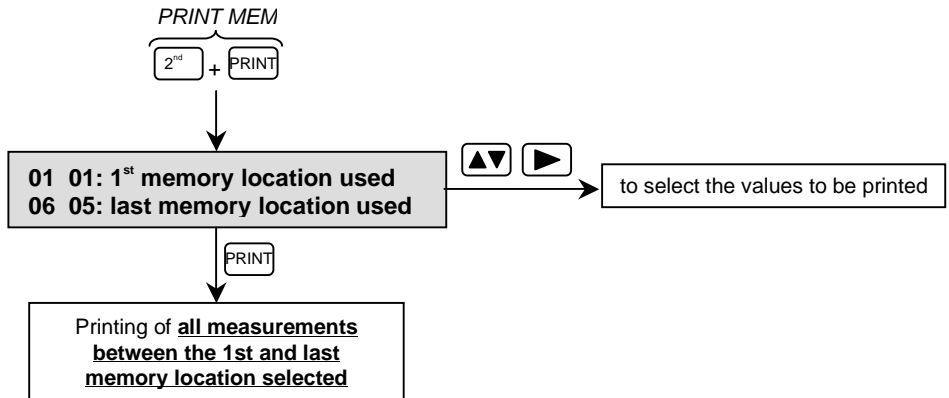 PRINT MEM
2nd + PRINT
01 01: 1st memory location used
06 05: last memory location used
▲▼ ►
to select the values to be printed
PRINT
Printing of all measurements
between the 1st and last
memory location selected